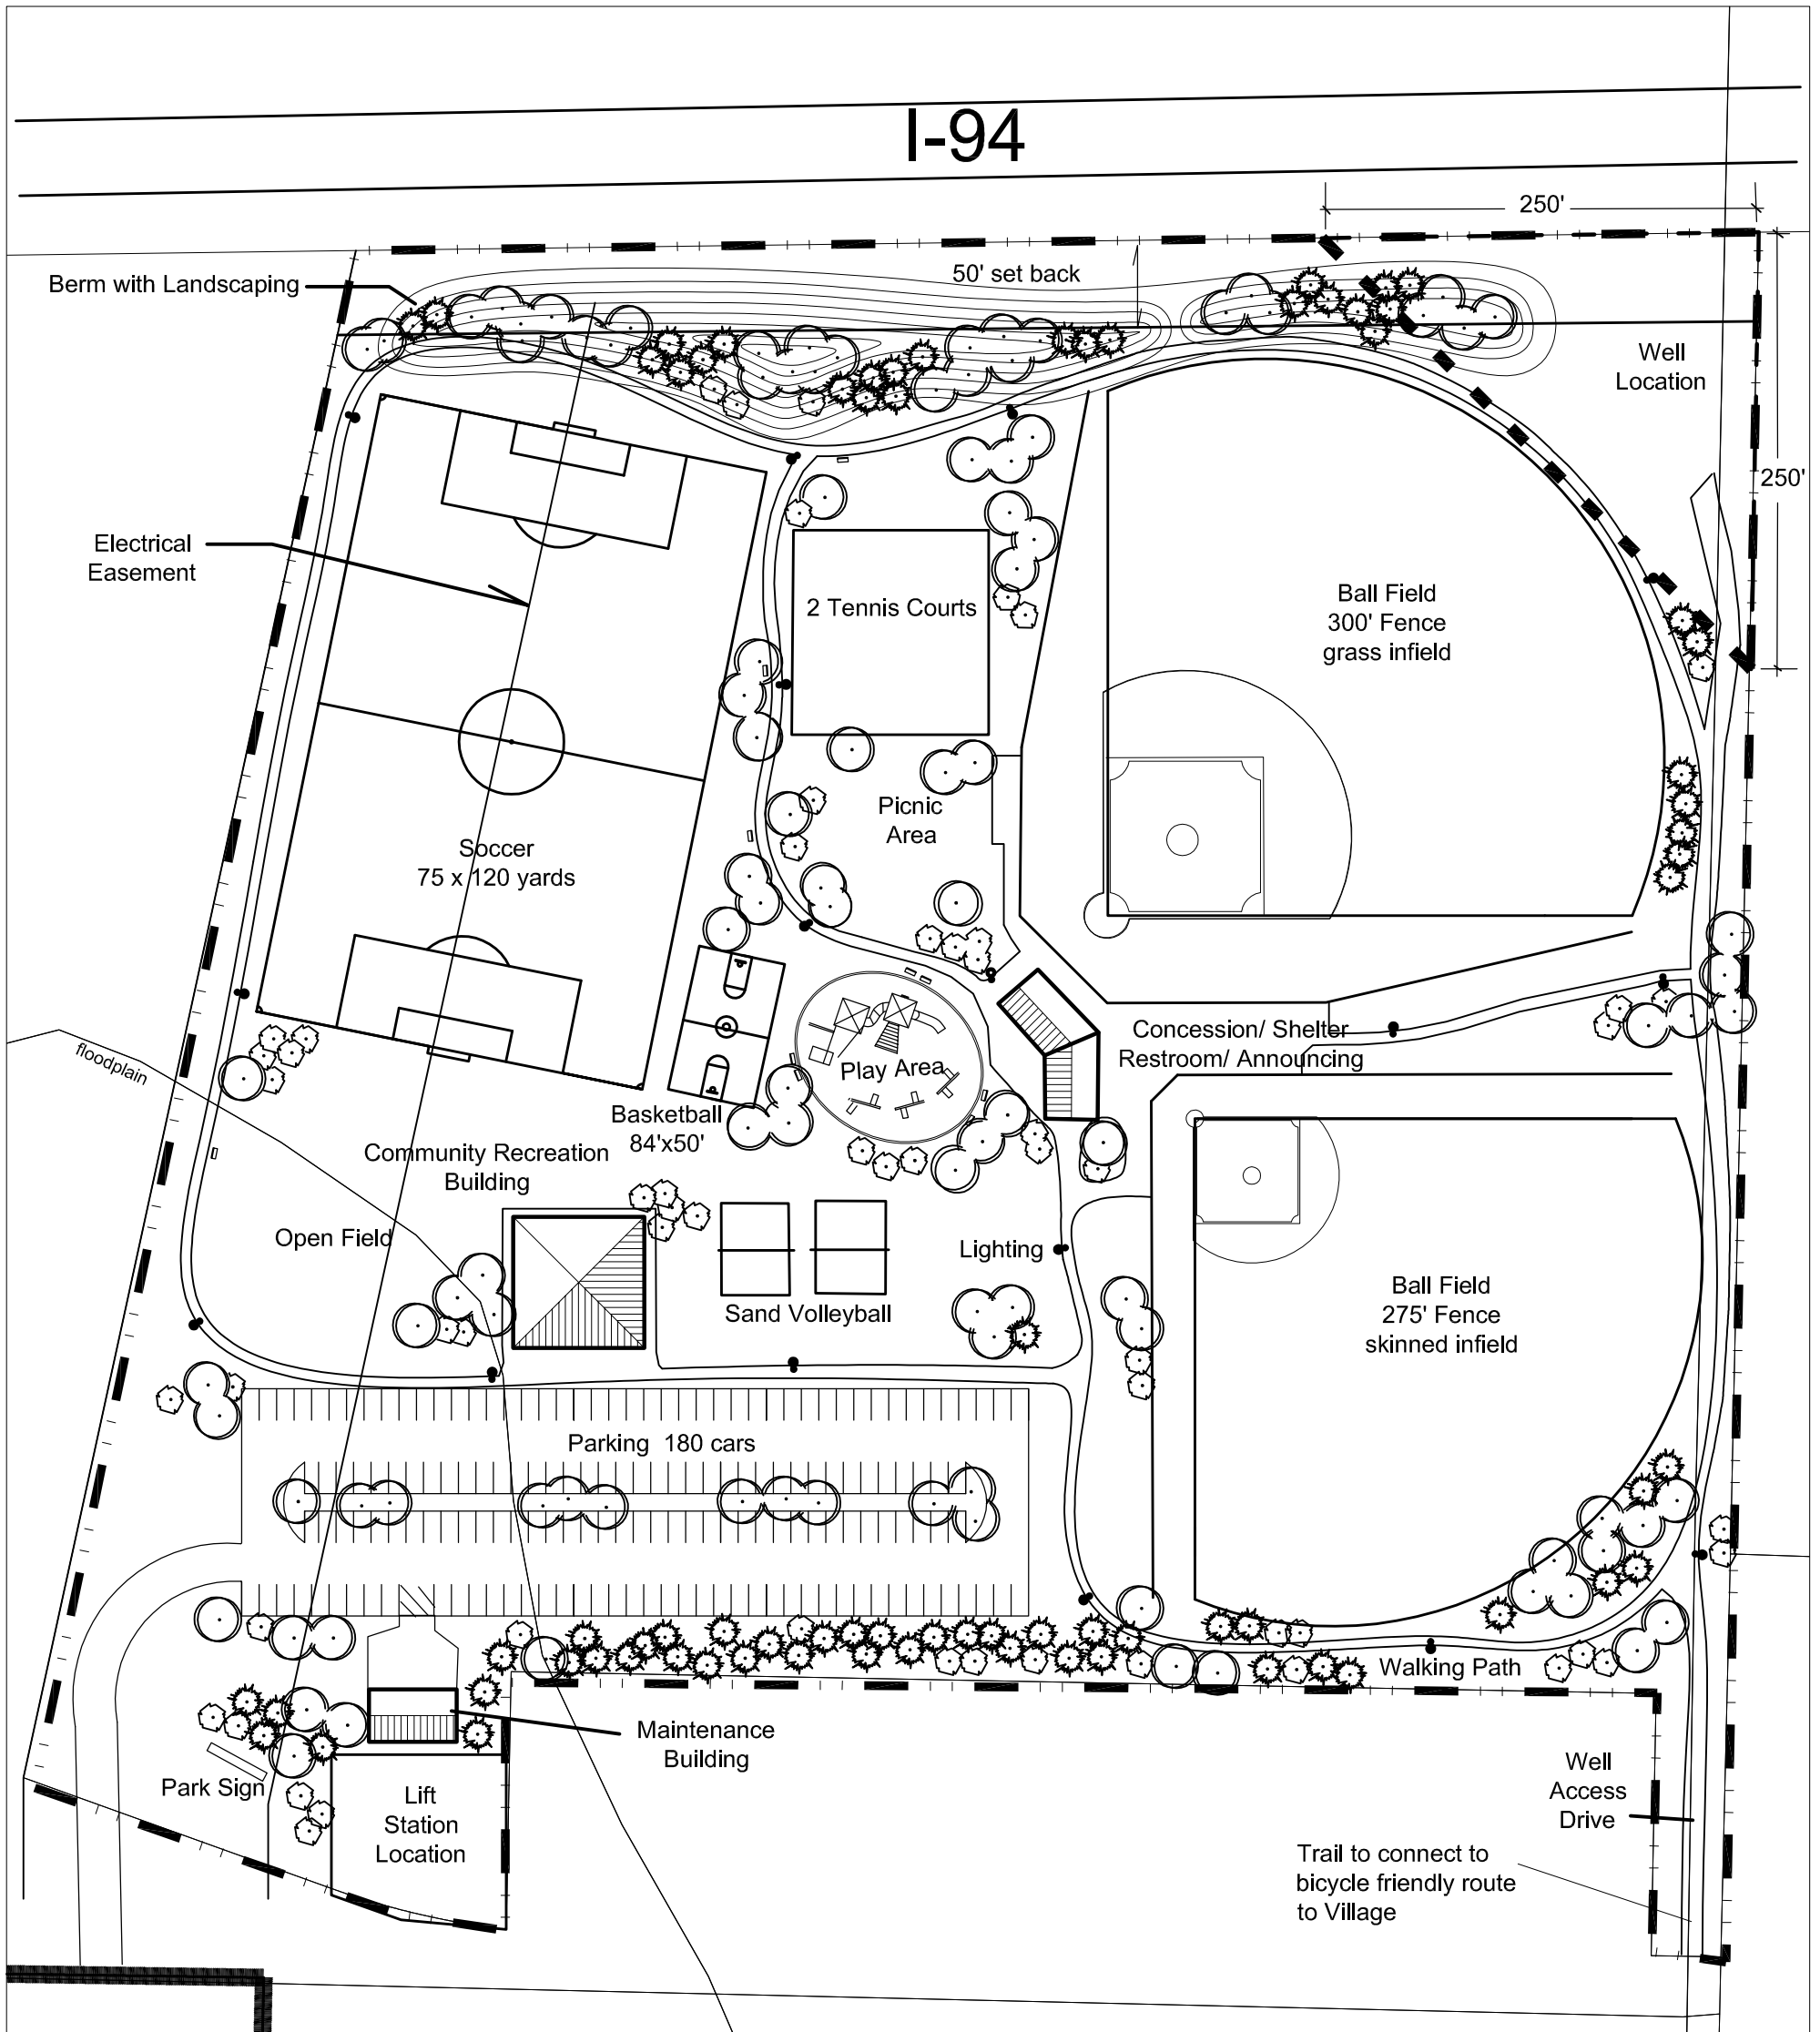 I-94
250'
50' set back
Berm with Landscaping
Well
Location
250'
Electrical
Easement
2 Tennis Courts
Ball Field
300' Fence
grass infield
Picnic
Area
Soccer
75 x 120 yards
floodplain
Play Area
Concession/ Shelter
Restroom/ Announcing
Basketball
84'x50'
Community Recreation
Building
Open Field
Lighting
Sand Volleyball
Ball Field
275' Fence
skinned infield
Parking 180 cars
Walking Path
Maintenance
Building
Park Sign
Lift
Station
Location
Well
Access
Drive
Trail to connect to
bicycle friendly route
to Village